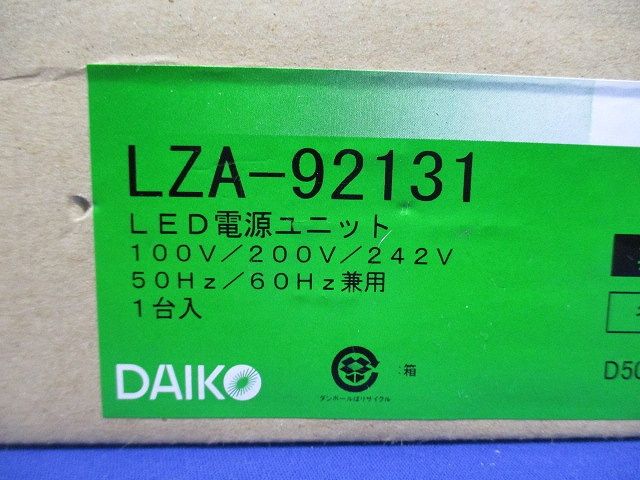 LZA-92131
LED電源ユニット
100V/200V/242V
50Hz/60Hz兼用
1台入
DAIKO
:箱
ダンボールはリサイクル
D50